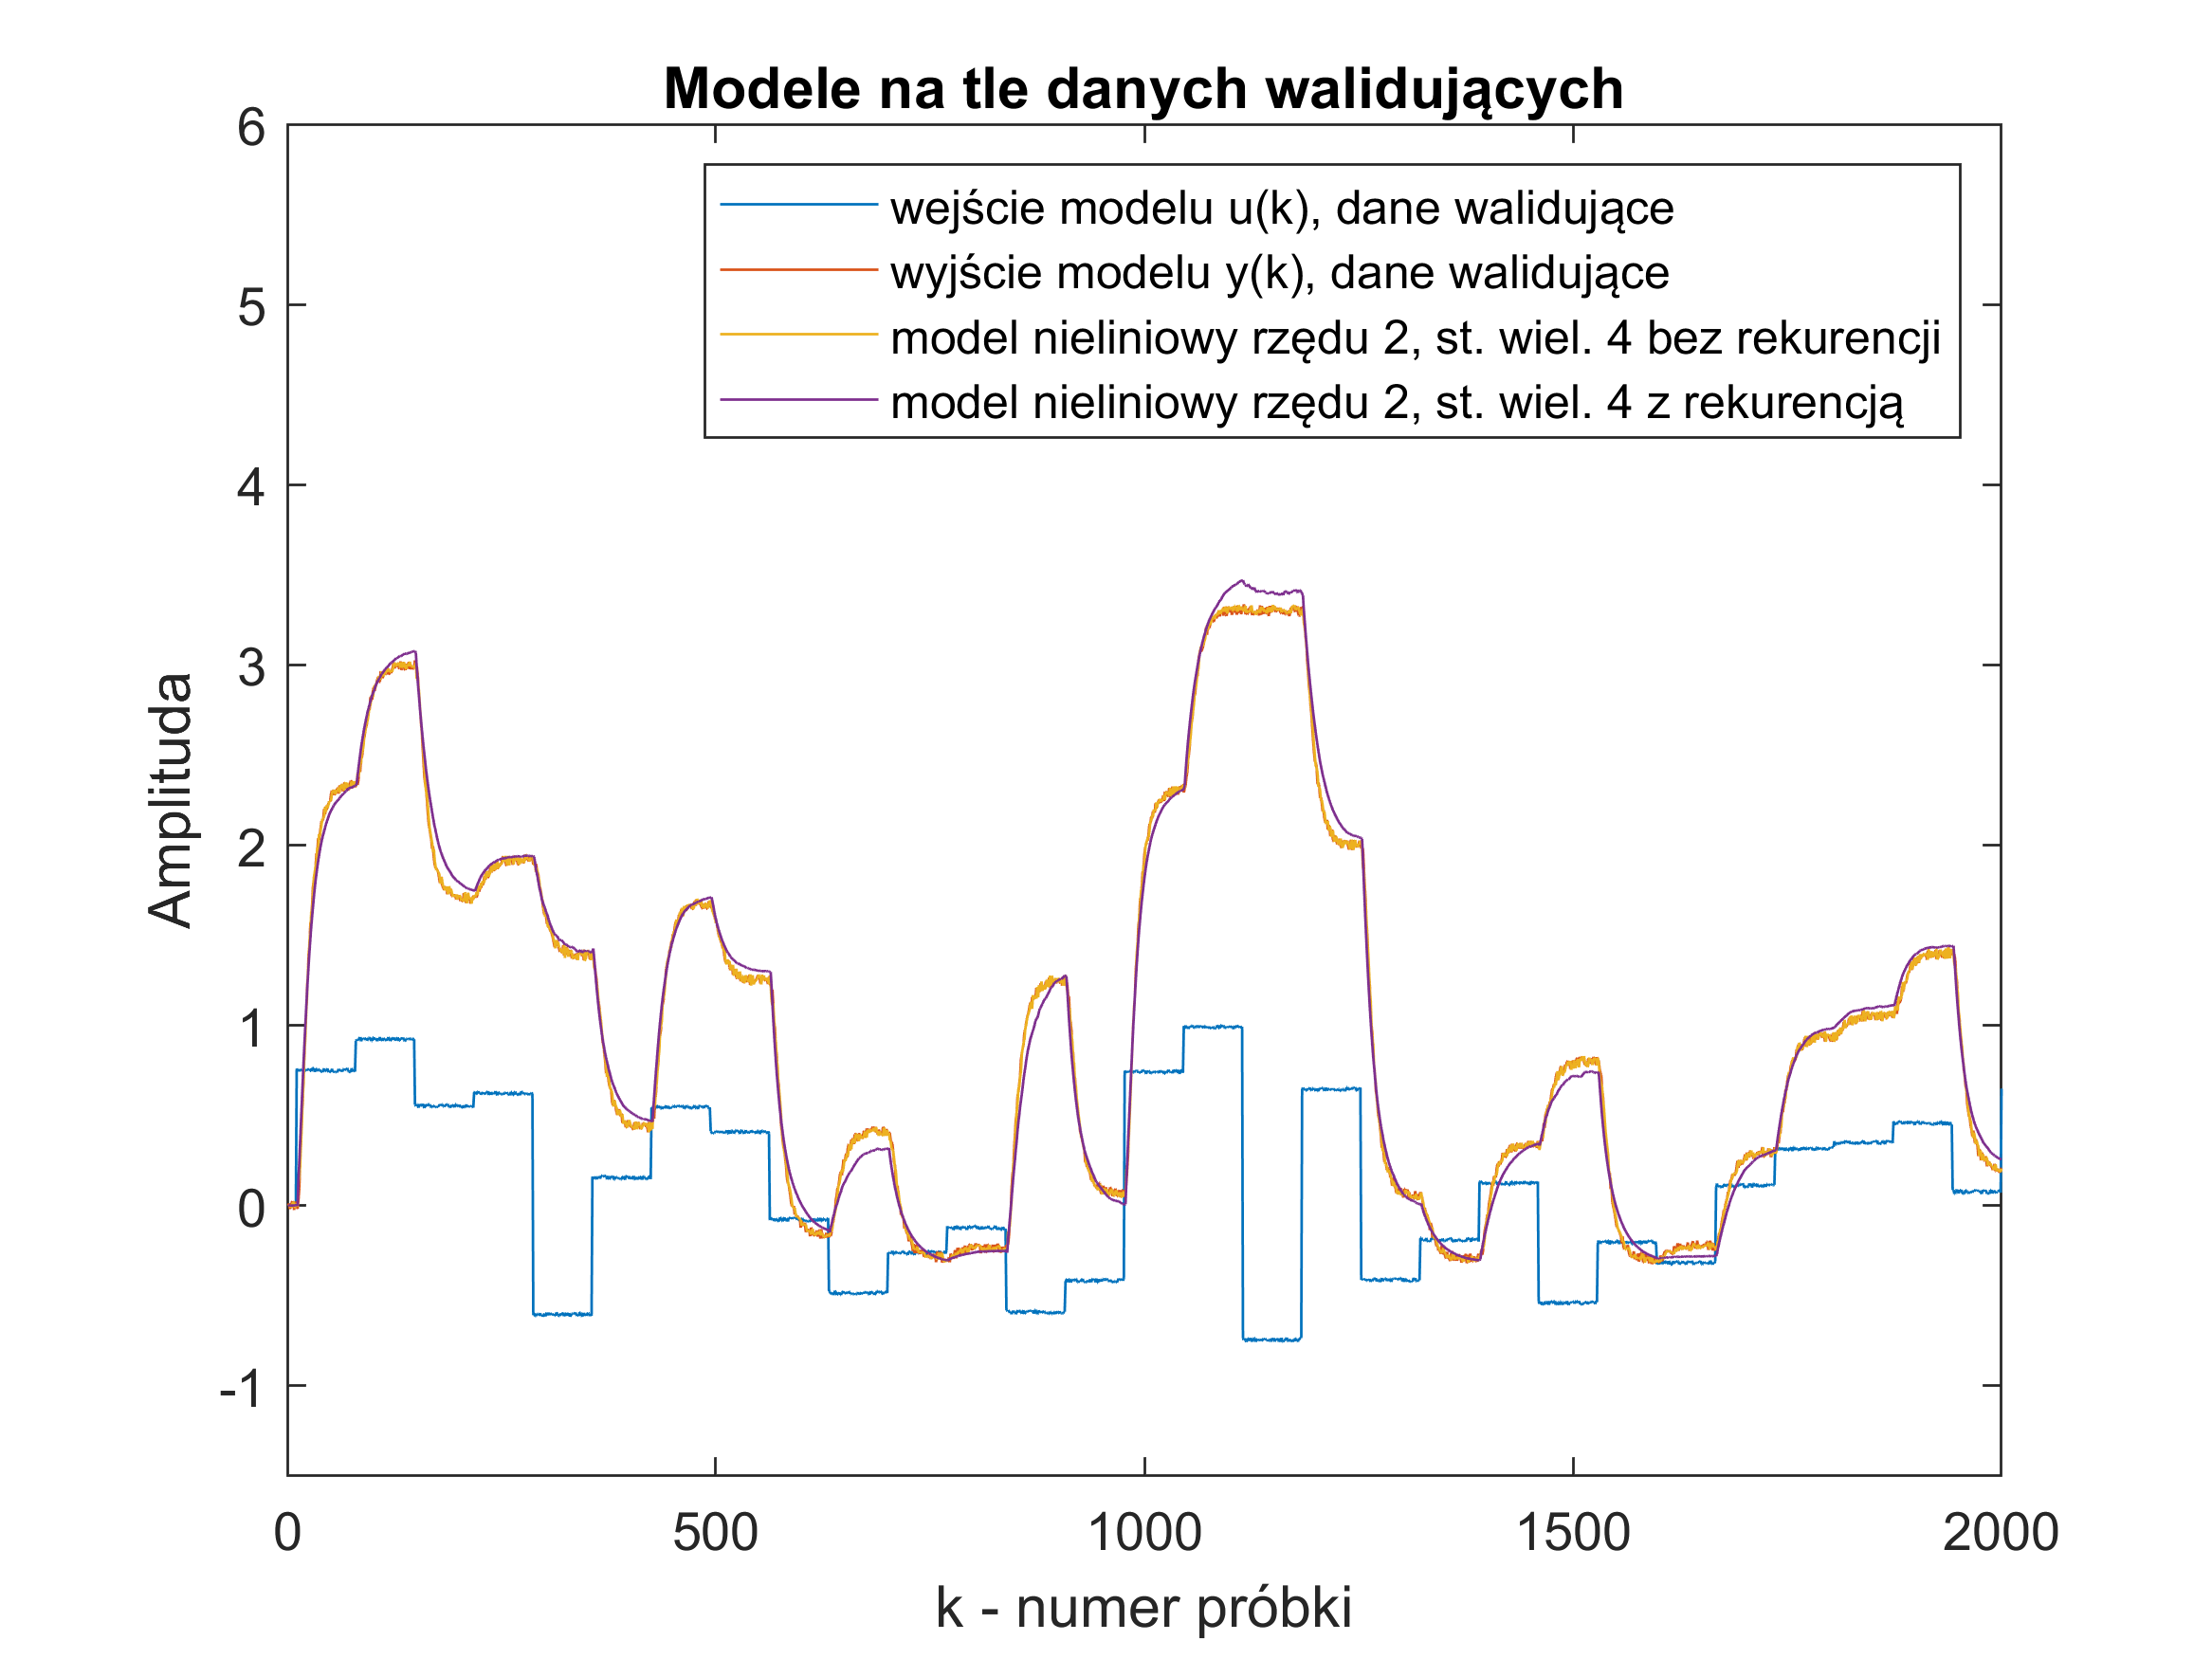 Modele na tle danych walidujących
6
5
4
3
2
1
0
-1
Amplituda
wejście modelu u(k), dane walidujące
wyjście modelu y(k), dane walidujące
model nieliniowy rzędu 2, st. wiel. 4 bez rekurencji
model nieliniowy rzędu 2, st. wiel. 4 z rekurencją
0 500 1000 1500 2000
k - numer próbki